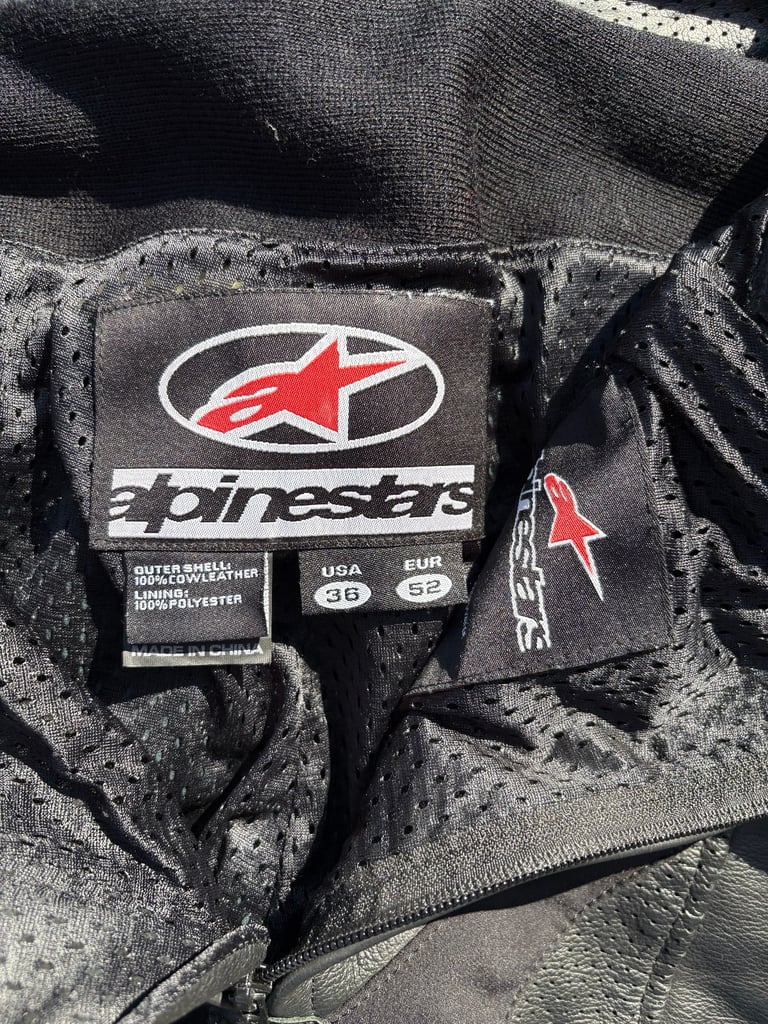 alpinestars
OUTER SHELL:
100%COWLEATHER
LINING:
100%POLYESTER
MADE IN CHINA
USA
36
EUR
52